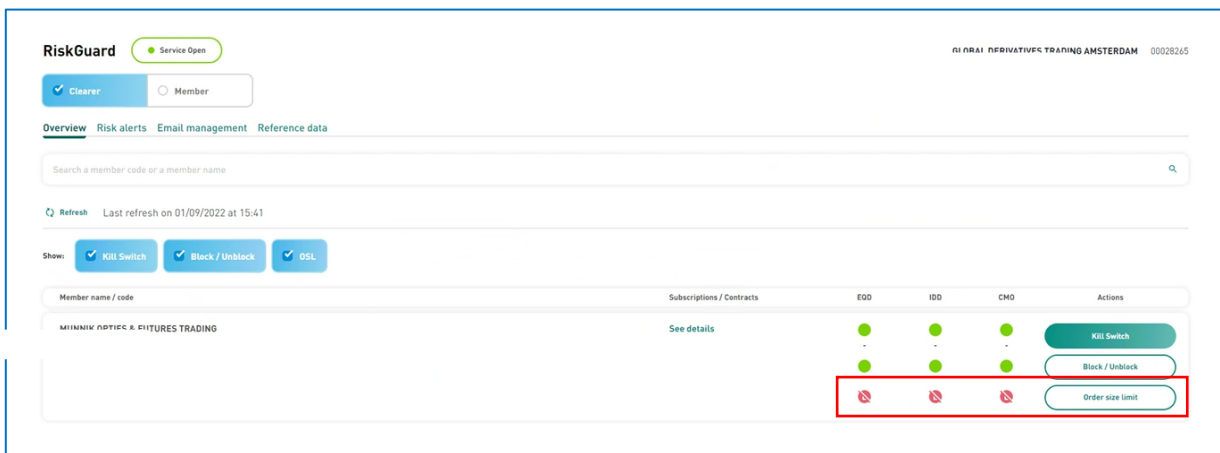 RiskGuard Service Open GLOBAL DERIVATIVES TRADING AMSTERDAM 00028265
Clearer Member
Overview Risk alerts Email management Reference data
Search a member code or a member name
Refresh Last refresh on 01/09/2022 at 15:41
Show: Kill Switch Block / Unblock OSL
Member name / code Subscriptions / Contracts EQD IDD CMO Actions
MUNNIK OPTIES & FUTURES TRADING See details Kill Switch
- - -
Block / Unblock
Order size limit